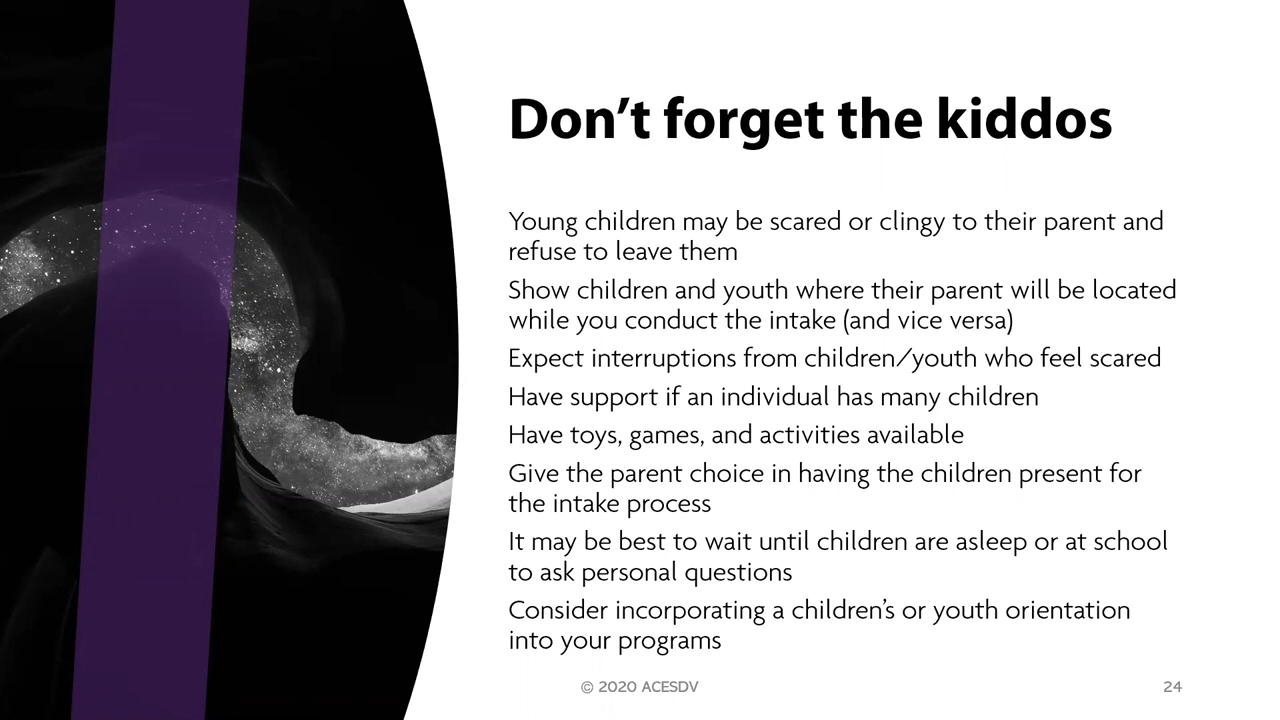 Don’t forget the kiddos
Young children may be scared or clingy to their parent and
refuse to leave them
Show children and youth where their parent will be located
while you conduct the intake (and vice versa)
Expect interruptions from children/youth who feel scared
Have support if an individual has many children
Have toys, games, and activities available
Give the parent choice in having the children present for
the intake process
It may be best to wait until children are asleep or at school
to ask personal questions
Consider incorporating a children’s or youth orientation
into your programs
© 2020 ACESDV
24